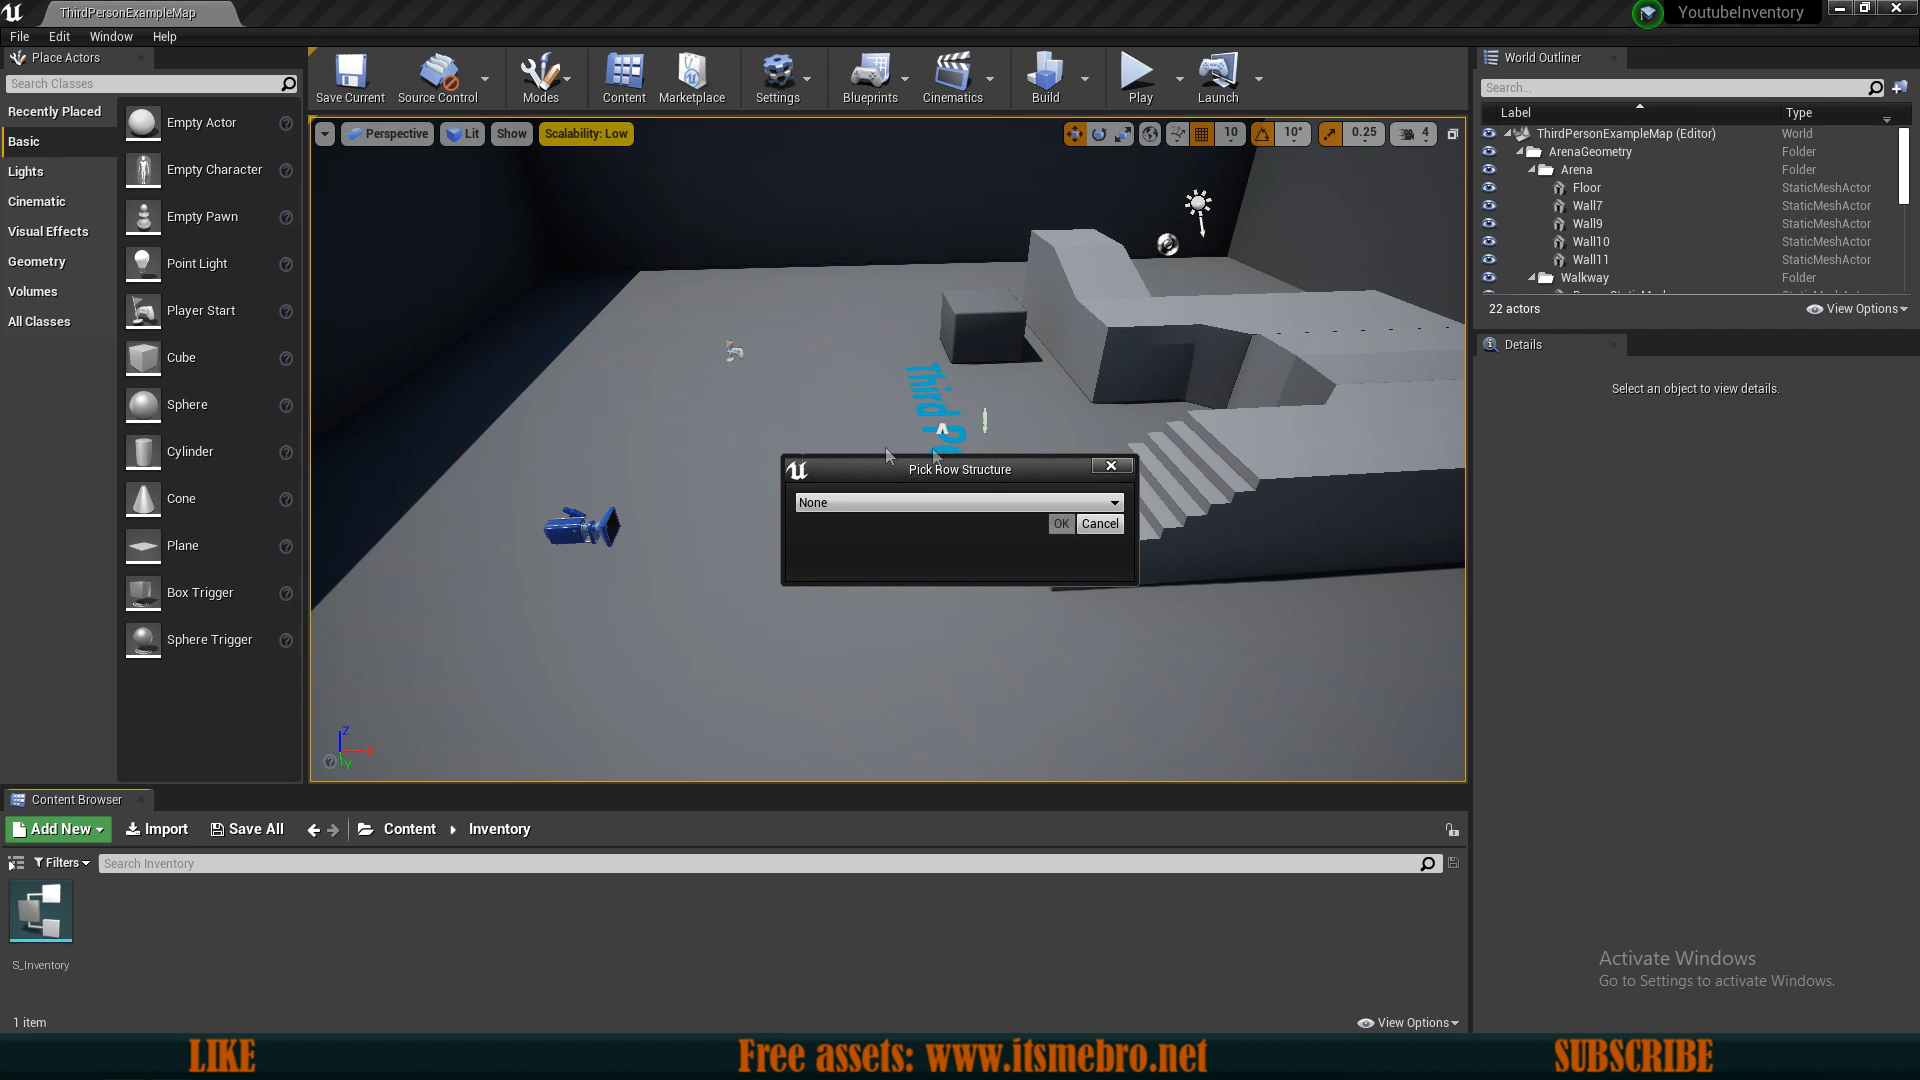 ThirdPersonExampleMap
YoutubeInventory
File Edit Window Help
Place Actors
Search Classes
Recently Placed
Basic
Lights
Cinematic
Visual Effects
Geometry
Volumes
All Classes
Empty Actor
Empty Character
Empty Pawn
Point Light
Player Start
Cube
Sphere
Cylinder
Cone
Plane
Box Trigger
Sphere Trigger
Save Current Source Control Modes Content Marketplace Settings Blueprints Cinematics Build Play Launch
Perspective Lit Show Scalability: Low
10 10° 0.25 4
Third Pe
Pick Row Structure
None
OK Cancel
Z
X
Y
World Outliner
Search...
Label Type
ThirdPersonExampleMap (Editor) World
ArenaGeometry Folder
Arena Folder
Floor StaticMeshActor
Wall7 StaticMeshActor
Wall9 StaticMeshActor
Wall10 StaticMeshActor
Wall11 StaticMeshActor
Walkway Folder
22 actors View Options
Details
Select an object to view details.
Content Browser
Add New Import Save All Content Inventory
Filters Search Inventory
S_Inventory
1 item View Options
Activate Windows
Go to Settings to activate Windows.
LIKE Free assets: www.itsmebro.net SUBSCRIBE